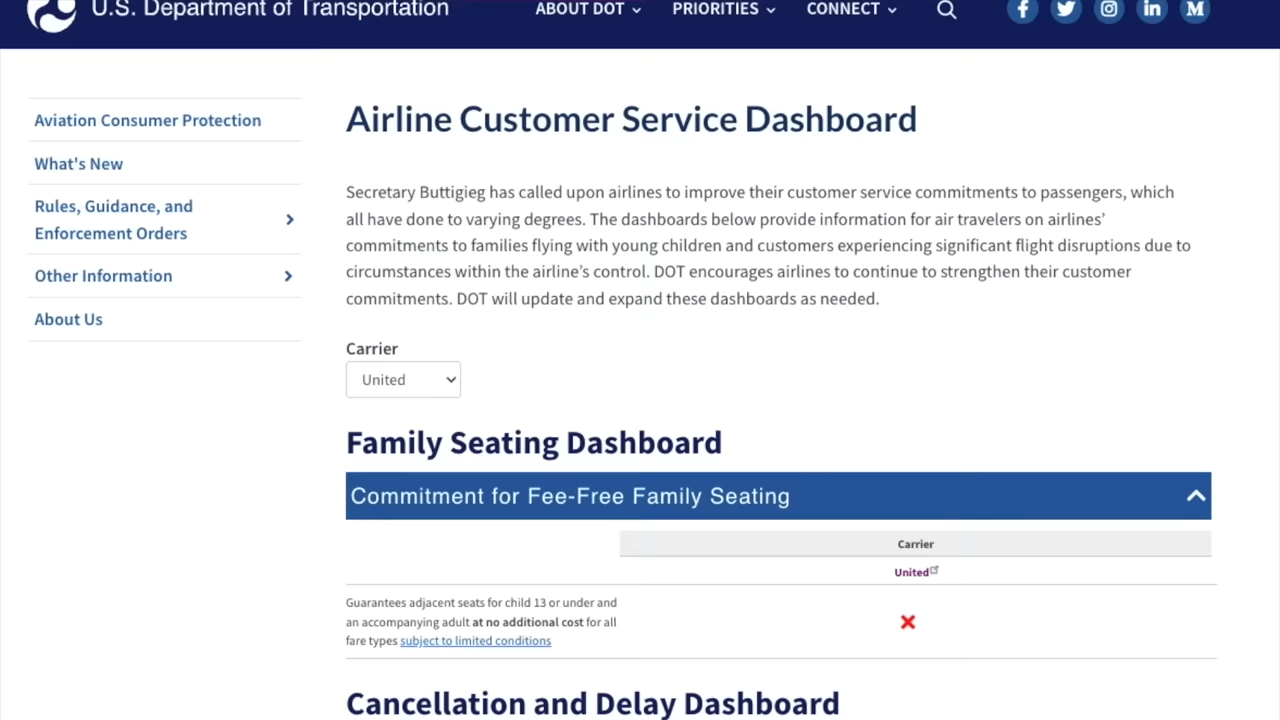 U.S. Department of Transportation
ABOUT DOT
PRIORITIES
CONNECT
Aviation Consumer Protection
What's New
Rules, Guidance, and
Enforcement Orders
Other Information
About Us
Airline Customer Service Dashboard
Secretary Buttigieg has called upon airlines to improve their customer service commitments to passengers, which
all have done to varying degrees. The dashboards below provide information for air travelers on airlines’
commitments to families flying with young children and customers experiencing significant flight disruptions due to
circumstances within the airline’s control. DOT encourages airlines to continue to strengthen their customer
commitments. DOT will update and expand these dashboards as needed.
Carrier
United
Family Seating Dashboard
Commitment for Fee-Free Family Seating
Carrier
United
Guarantees adjacent seats for child 13 or under and
an accompanying adult at no additional cost for all
fare types subject to limited conditions
Cancellation and Delay Dashboard